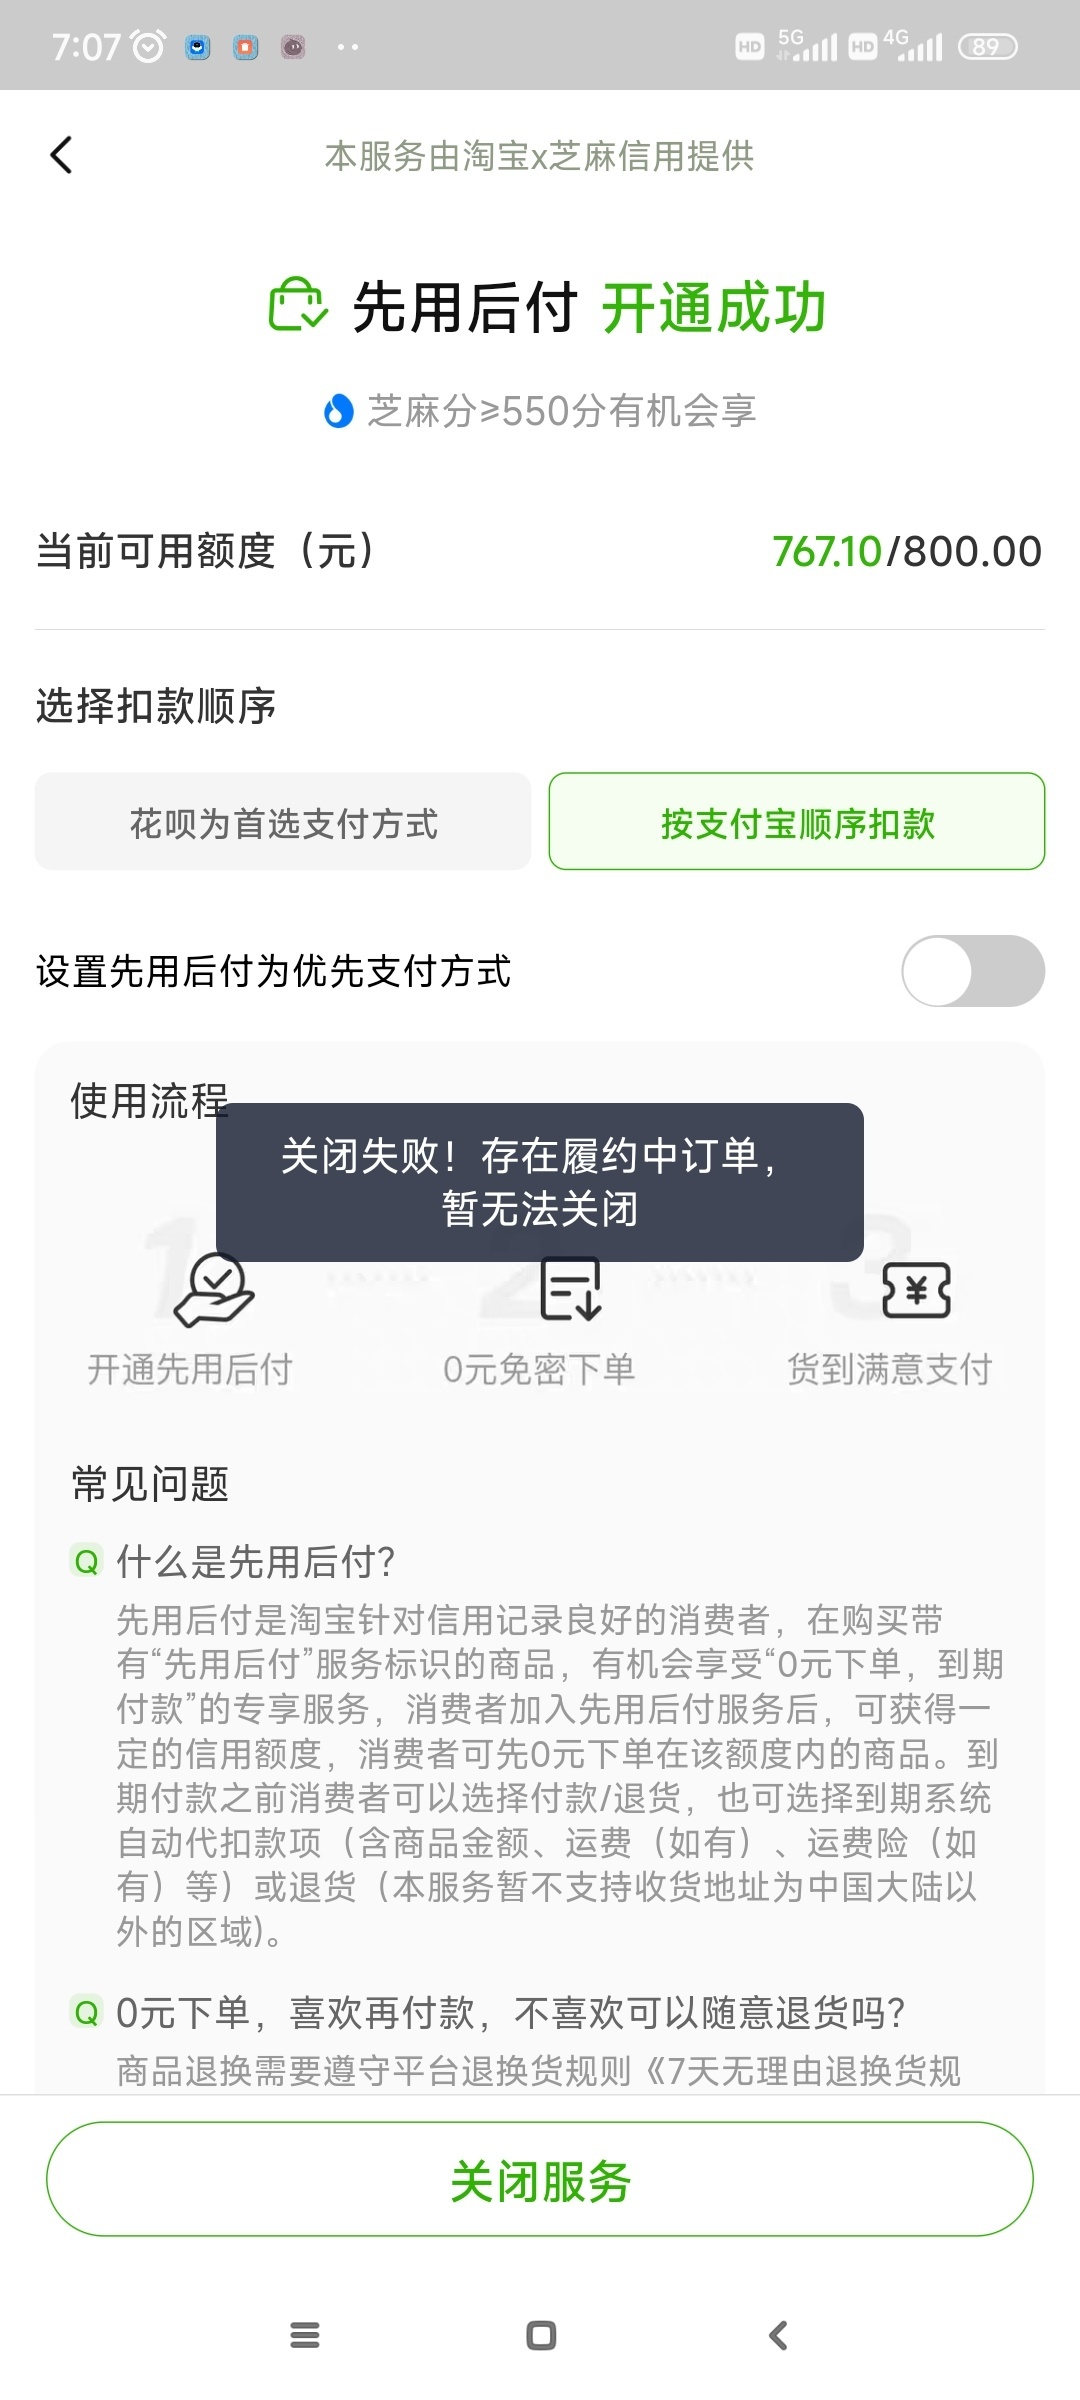 7:07
HD 5G HD 4G 89
本服务由淘宝x芝麻信用提供
先用后付 开通成功
芝麻分≥550分有机会享
当前可用额度（元） 767.10/800.00
选择扣款顺序
花呗为首选支付方式 按支付宝顺序扣款
设置先用后付为优先支付方式
使用流程
关闭失败！存在履约中订单，
暂无法关闭
1 2 3
开通先用后付 0元免密下单 货到满意支付
常见问题
Q 什么是先用后付？
先用后付是淘宝针对信用记录良好的消费者，在购买带
有“先用后付”服务标识的商品，有机会享受“0元下单，到期
付款”的专享服务，消费者加入先用后付服务后，可获得一
定的信用额度，消费者可先0元下单在该额度内的商品。到
期付款之前消费者可以选择付款/退货，也可选择到期系统
自动代扣款项（含商品金额、运费（如有）、运费险（如
有）等）或退货（本服务暂不支持收货地址为中国大陆以
外的区域)。
Q 0元下单，喜欢再付款，不喜欢可以随意退货吗？
商品退换需要遵守平台退换货规则《7天无理由退换货规
关闭服务